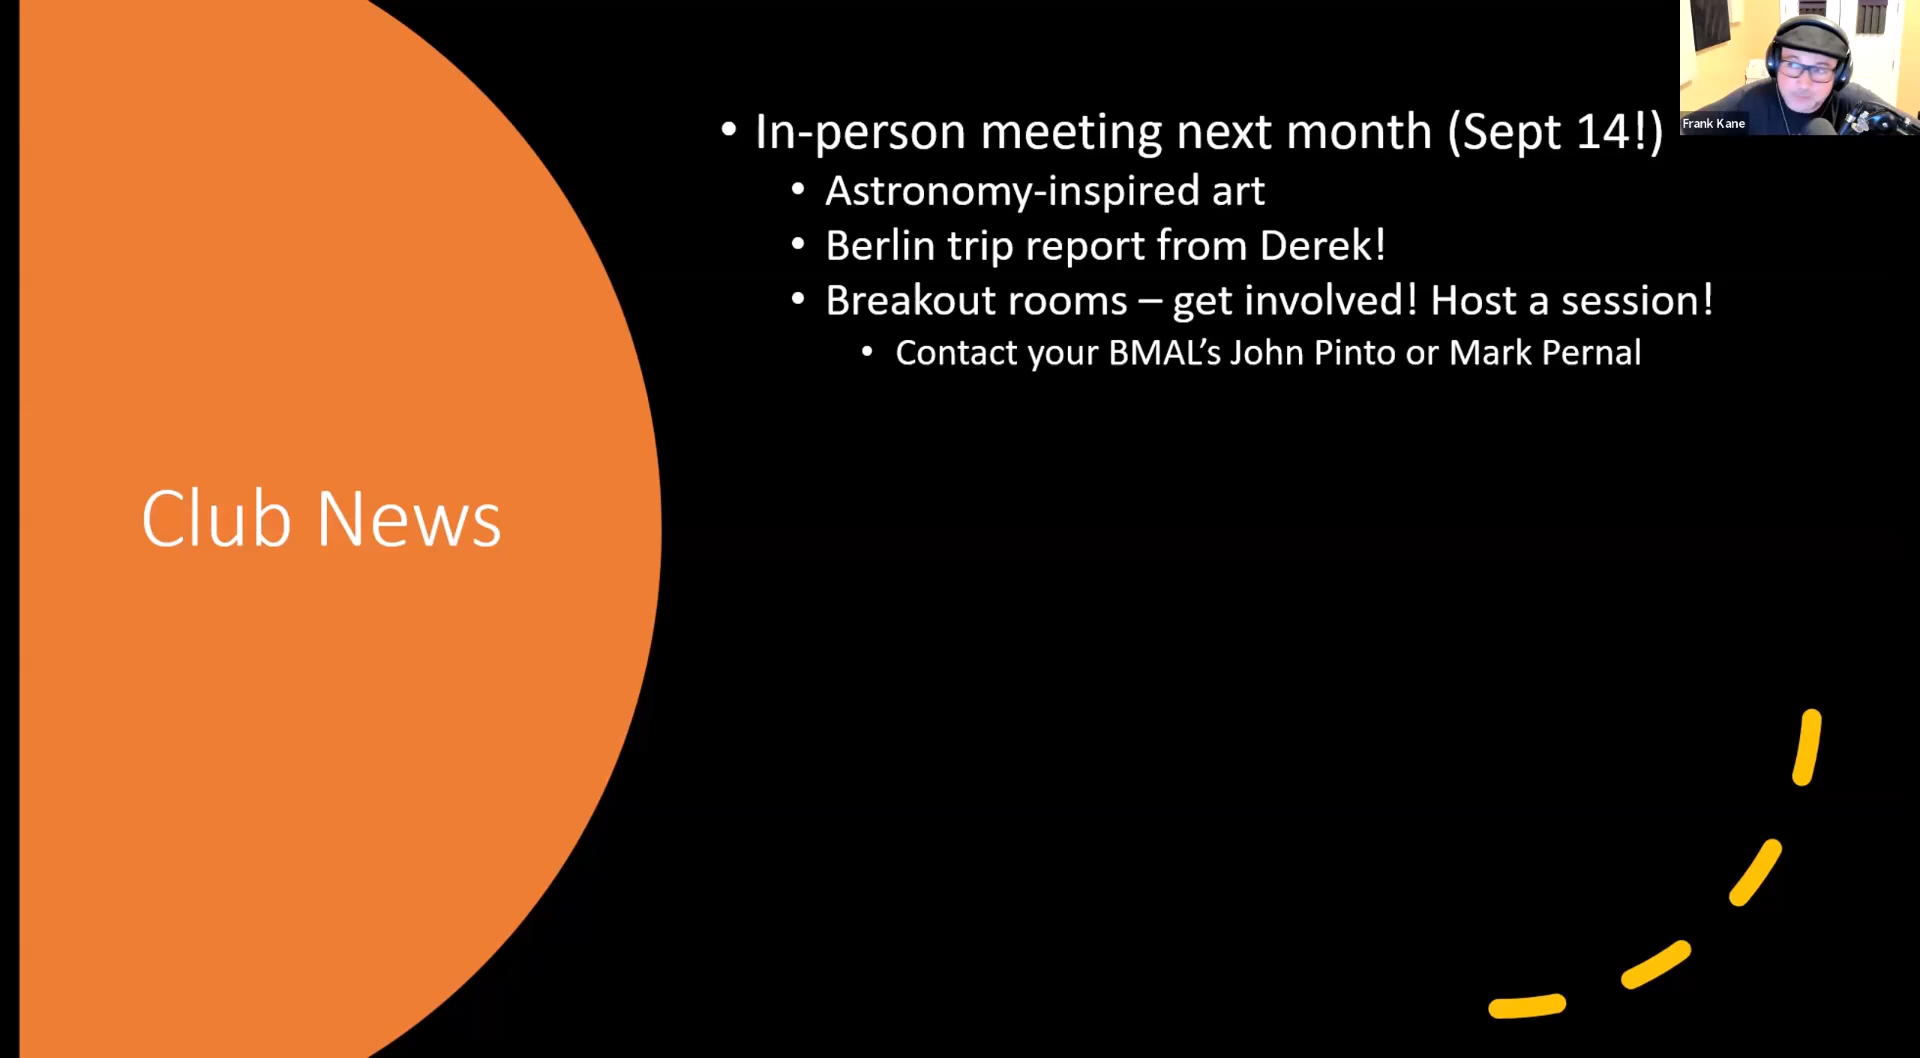 Club News
• In-person meeting next month (Sept 14!)
• Astronomy-inspired art
• Berlin trip report from Derek!
• Breakout rooms – get involved! Host a session!
• Contact your BMAL’s John Pinto or Mark Pernal
Frank Kane